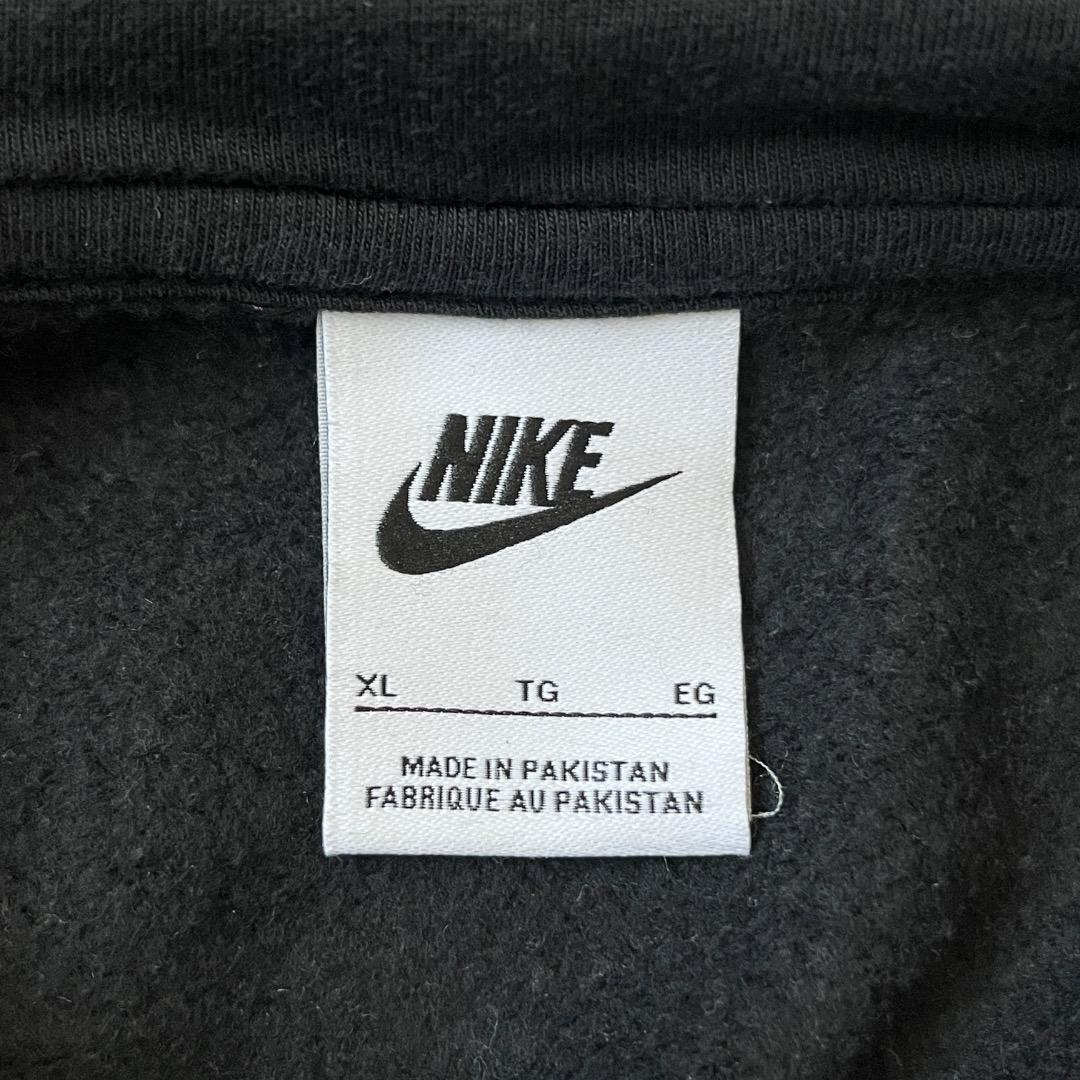 NIKE
XL TG EG
MADE IN PAKISTAN
FABRIQUE AU PAKISTAN